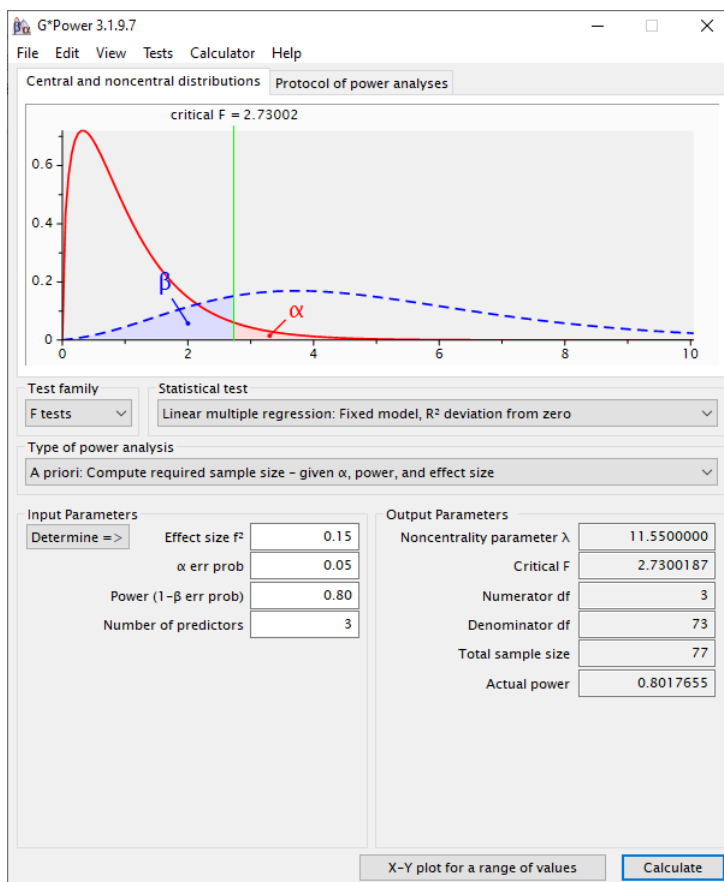 G*Power 3.1.9.7
File Edit View Tests Calculator Help
Central and noncentral distributions Protocol of power analyses
critical F = 2.73002
0.6
0.4
0.2
0
β
α
0 2 4 6 8 10
Test family Statistical test
F tests Linear multiple regression: Fixed model, R² deviation from zero
Type of power analysis
A priori: Compute required sample size – given α, power, and effect size
Input Parameters Output Parameters
Determine => Effect size f² 0.15 Noncentrality parameter λ 11.5500000
α err prob 0.05 Critical F 2.7300187
Power (1-β err prob) 0.80 Numerator df 3
Number of predictors 3 Denominator df 73
Total sample size 77
Actual power 0.8017655
X-Y plot for a range of values Calculate